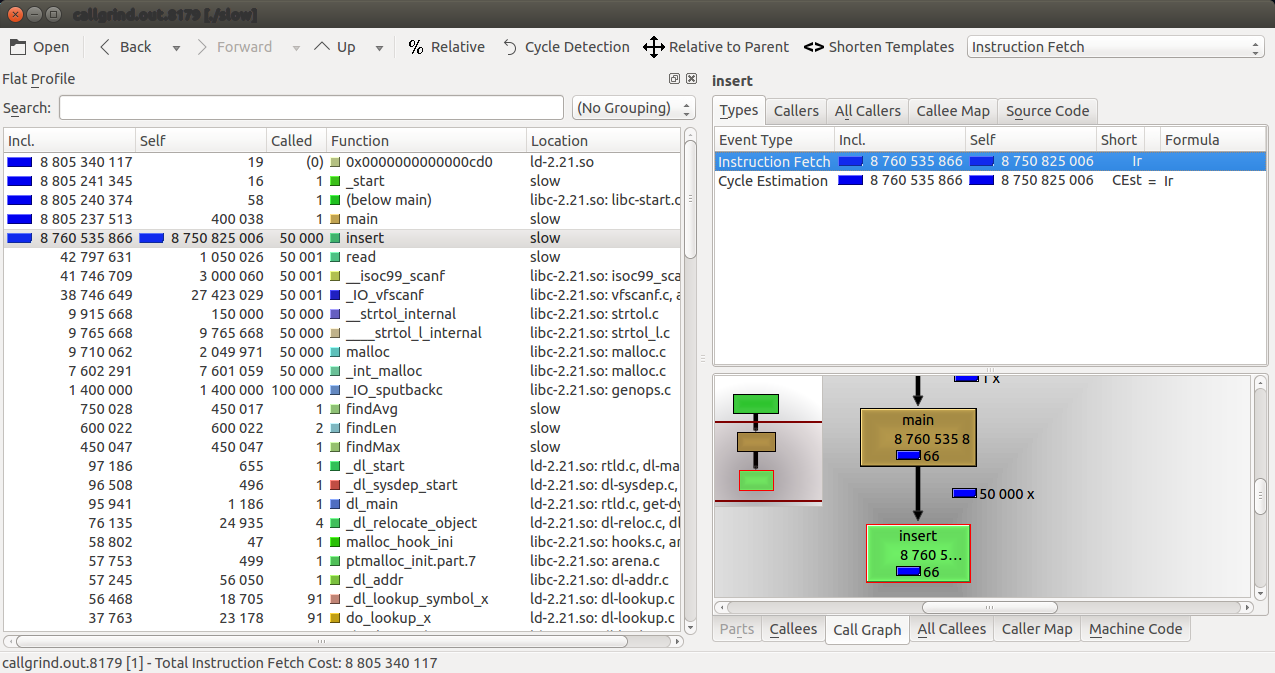 callgrind.out.8179 [./slow]
Open Back Forward Up % Relative Cycle Detection Relative to Parent <> Shorten Templates Instruction Fetch
Flat Profile
Search: (No Grouping)
Incl. Self Called Function Location
8 805 340 117 19 (0) 0x0000000000000cd0 ld-2.21.so
8 805 241 345 16 1 _start slow
8 805 240 374 58 1 (below main) libc-2.21.so: libc-start.c
8 805 237 513 400 038 1 main slow
8 760 535 866 8 750 825 006 50 000 insert slow
42 797 631 1 050 026 50 001 read slow
41 746 709 3 000 060 50 001 __isoc99_scanf libc-2.21.so: isoc99_sca
38 746 649 27 423 029 50 001 _IO_vfscanf libc-2.21.so: vfscanf.c, a
9 915 668 150 000 50 000 __strtol_internal libc-2.21.so: strtol.c
9 765 668 9 765 668 50 000 ____strtol_l_internal libc-2.21.so: strtol_l.c
9 710 062 2 049 971 50 000 malloc libc-2.21.so: malloc.c
7 602 291 7 601 059 50 000 _int_malloc libc-2.21.so: malloc.c
1 400 000 1 400 000 100 000 _IO_sputbackc libc-2.21.so: genops.c
750 028 450 017 1 findAvg slow
600 022 600 022 2 findLen slow
450 047 450 047 1 findMax slow
97 186 655 1 _dl_start ld-2.21.so: rtld.c, dl-ma
96 508 496 1 _dl_sysdep_start ld-2.21.so: dl-sysdep.c,
95 941 1 186 1 dl_main ld-2.21.so: rtld.c, get-dy
76 135 24 935 4 _dl_relocate_object ld-2.21.so: dl-reloc.c, dl
58 802 47 1 malloc_hook_ini libc-2.21.so: hooks.c, ar
57 753 499 1 ptmalloc_init.part.7 libc-2.21.so: arena.c
57 245 56 050 1 _dl_addr libc-2.21.so: dl-addr.c
56 468 18 705 91 _dl_lookup_symbol_x ld-2.21.so: dl-lookup.c
37 763 23 178 91 do_lookup_x ld-2.21.so: dl-lookup.c
insert
Types Callers All Callers Callee Map Source Code
Event Type Incl. Self Short Formula
Instruction Fetch 8 760 535 866 8 750 825 006 Ir
Cycle Estimation 8 760 535 866 8 750 825 006 CEst = Ir
1 x
main
8 760 535 8
66
50 000 x
insert
8 760 5...
66
Parts Callees Call Graph All Callees Caller Map Machine Code
callgrind.out.8179 [1] - Total Instruction Fetch Cost: 8 805 340 117